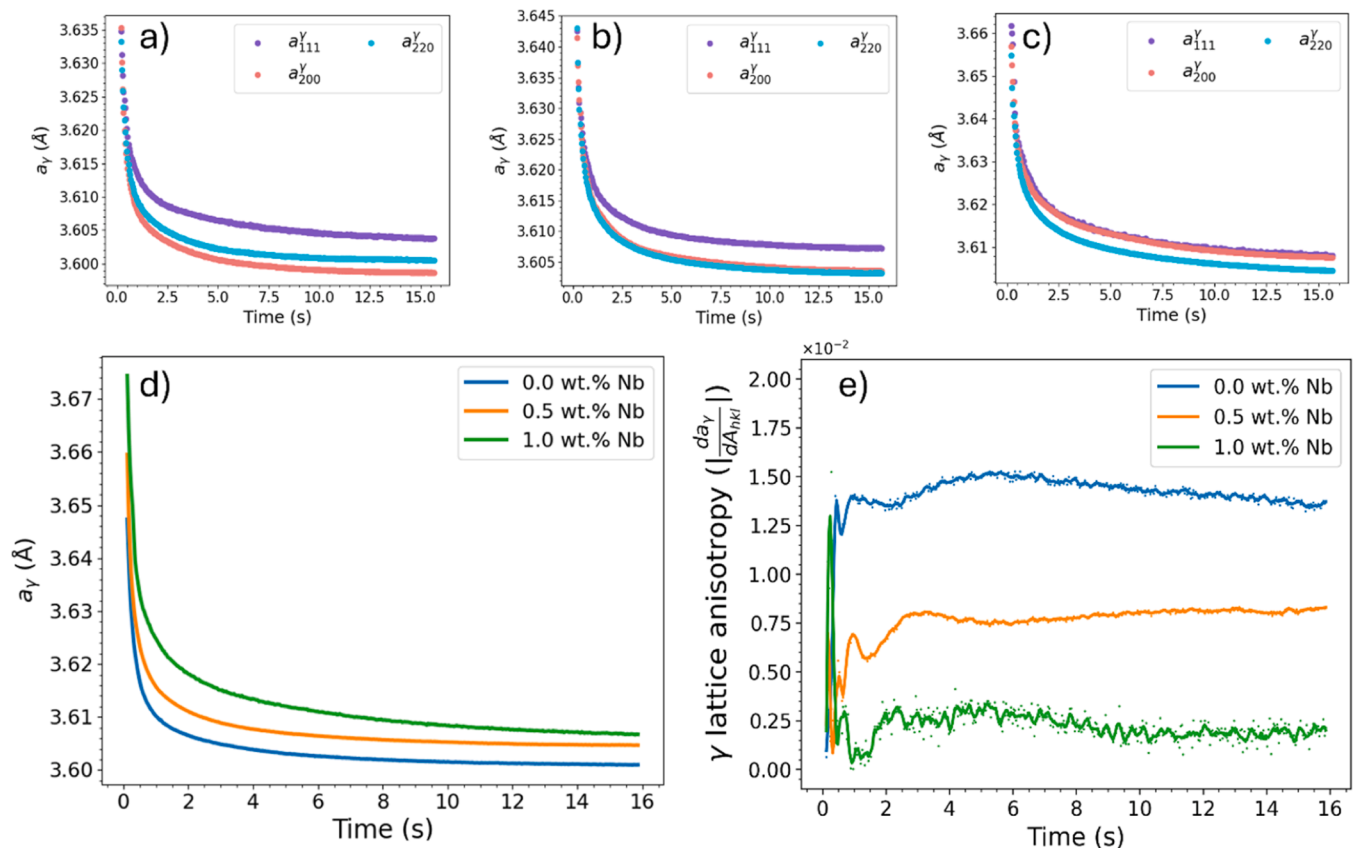 a)
a^γ_111
a^γ_220
a^γ_200
3.635
3.630
3.625
3.620
3.615
3.610
3.605
3.600
a_γ (Å)
0.0 2.5 5.0 7.5 10.0 12.5 15.0
Time (s)
b)
a^γ_111
a^γ_220
a^γ_200
3.645
3.640
3.635
3.630
3.625
3.620
3.615
3.610
3.605
a_γ (Å)
0.0 2.5 5.0 7.5 10.0 12.5 15.0
Time (s)
c)
a^γ_111
a^γ_220
a^γ_200
3.66
3.65
3.64
3.63
3.62
3.61
a_γ (Å)
0.0 2.5 5.0 7.5 10.0 12.5 15.0
Time (s)
d)
0.0 wt.% Nb
0.5 wt.% Nb
1.0 wt.% Nb
3.67
3.66
3.65
3.64
3.63
3.62
3.61
3.60
a_γ (Å)
0 2 4 6 8 10 12 14 16
Time (s)
×10⁻²
e)
0.0 wt.% Nb
0.5 wt.% Nb
1.0 wt.% Nb
2.00
1.75
1.50
1.25
1.00
0.75
0.50
0.25
0.00
γ lattice anisotropy (|da_γ/dA_hkl|)
0 2 4 6 8 10 12 14 16
Time (s)